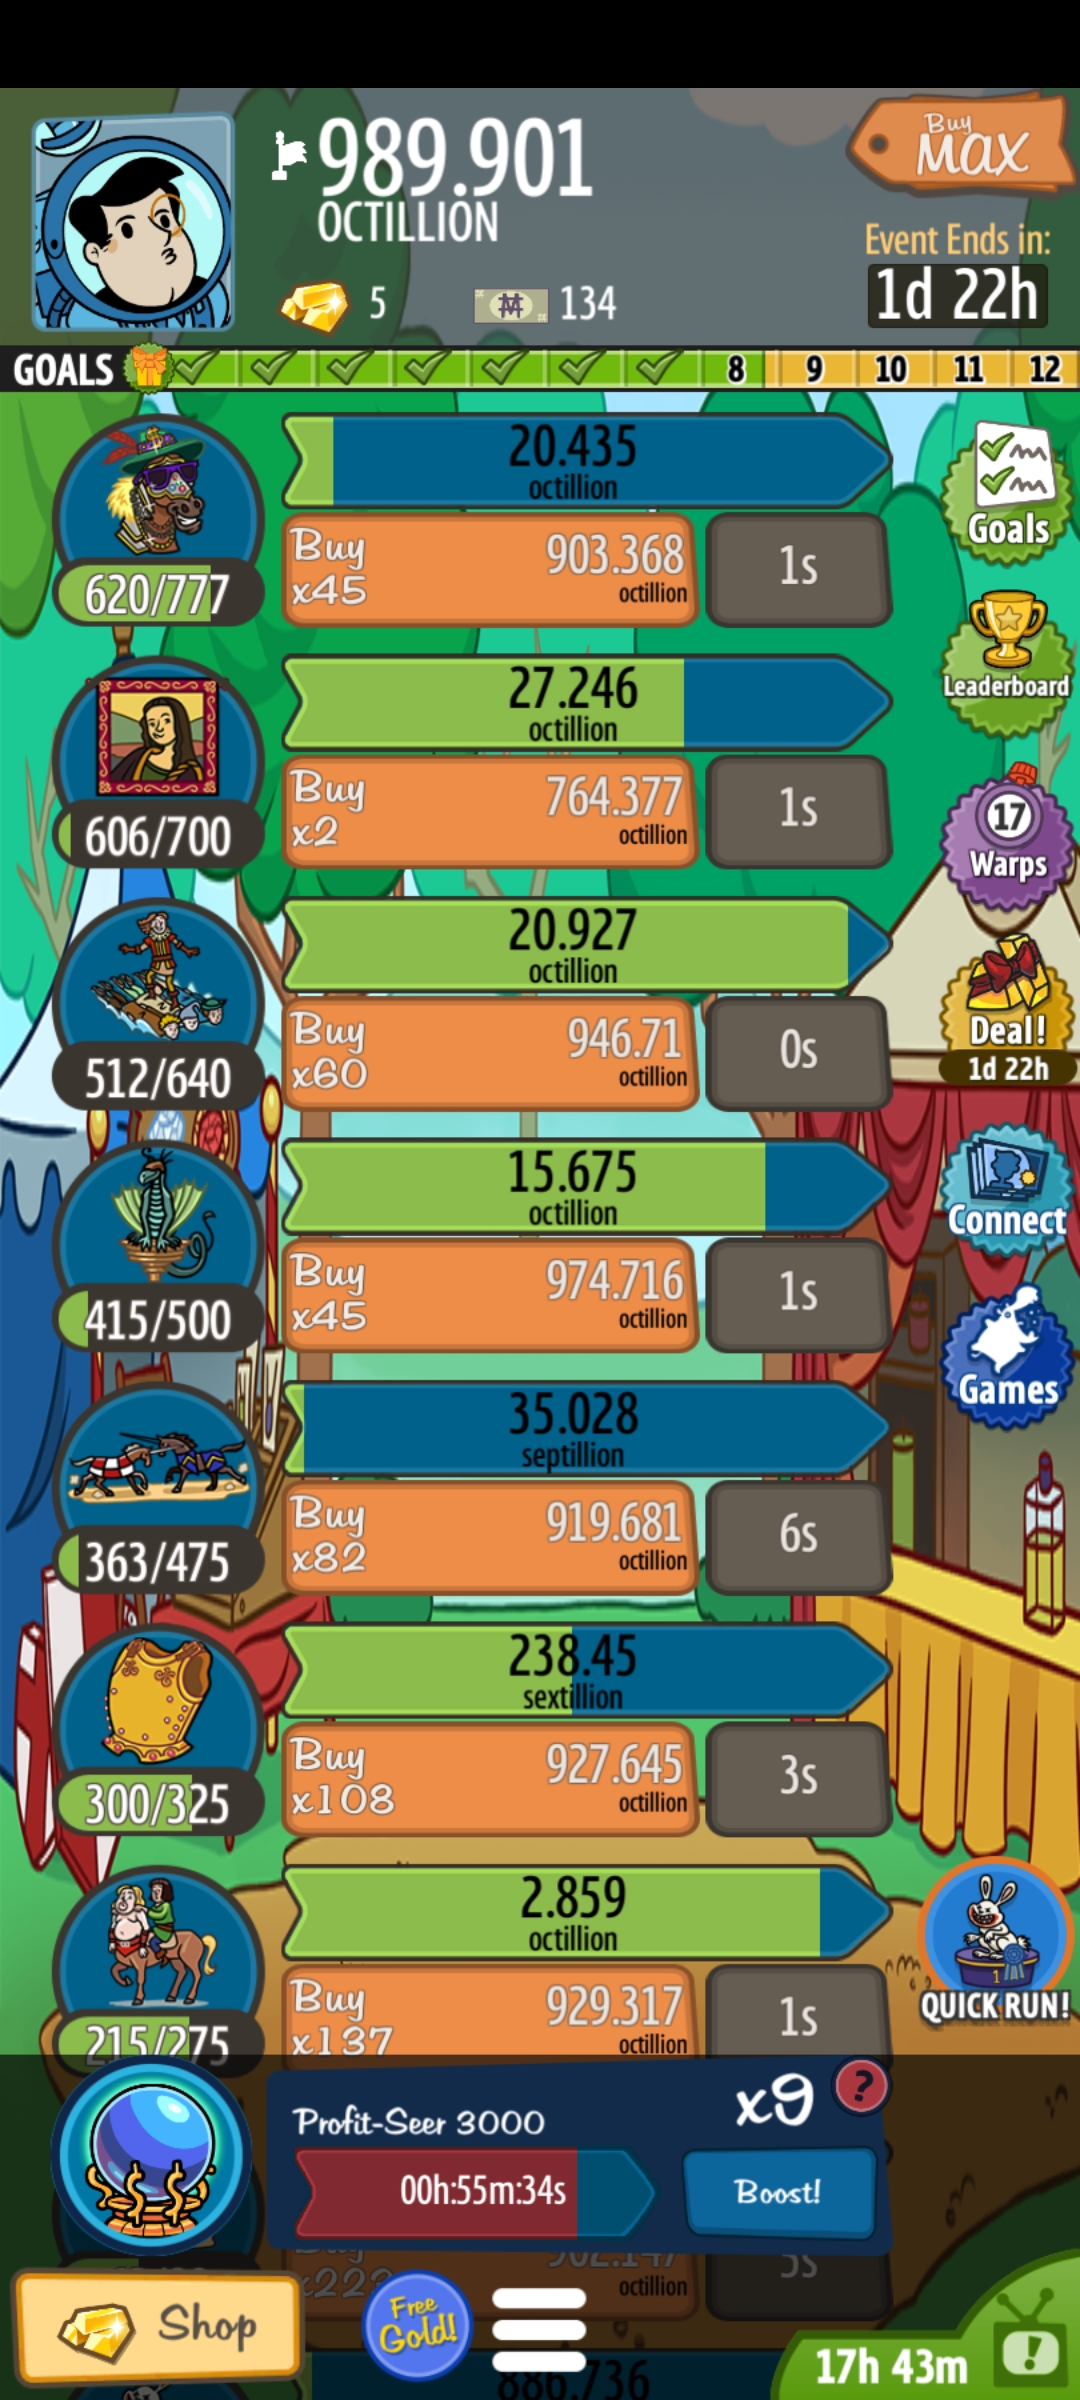 989.901
OCTILLION
Buy
MAX
5
134
Event Ends in:
1d 22h
GOALS
8
9
10
11
12
20.435
octillion
Buy
x45
903.368
octillion
1s
620/777
Goals
Leaderboard
27.246
octillion
Buy
x2
764.377
octillion
1s
606/700
17
Warps
20.927
octillion
Buy
x60
946.71
octillion
0s
512/640
Deal!
1d 22h
15.675
octillion
Buy
x45
974.716
octillion
1s
415/500
Connect
Games
35.028
septillion
Buy
x82
919.681
octillion
6s
363/475
238.45
sextillion
Buy
x108
927.645
octillion
3s
300/325
2.859
octillion
Buy
x137
929.317
octillion
1s
215/275
1
QUICK RUN!
Profit-Seer 3000
x9
?
00h:55m:34s
Boost!
octillion
Shop
Free
Gold!
17h 43m
886.736